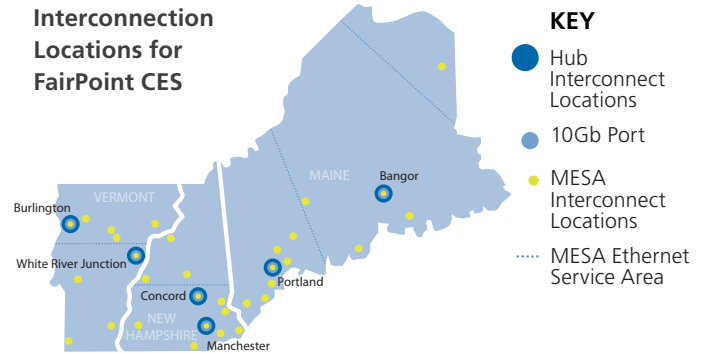 Interconnection
Locations for
FairPoint CES
KEY
Hub
Interconnect
Locations
10Gb Port
MESA
Interconnect
Locations
MESA Ethernet
Service Area
MAINE
Bangor
VERMONT
Burlington
White River Junction
Portland
Concord
NEW
HAMPSHIRE
Manchester